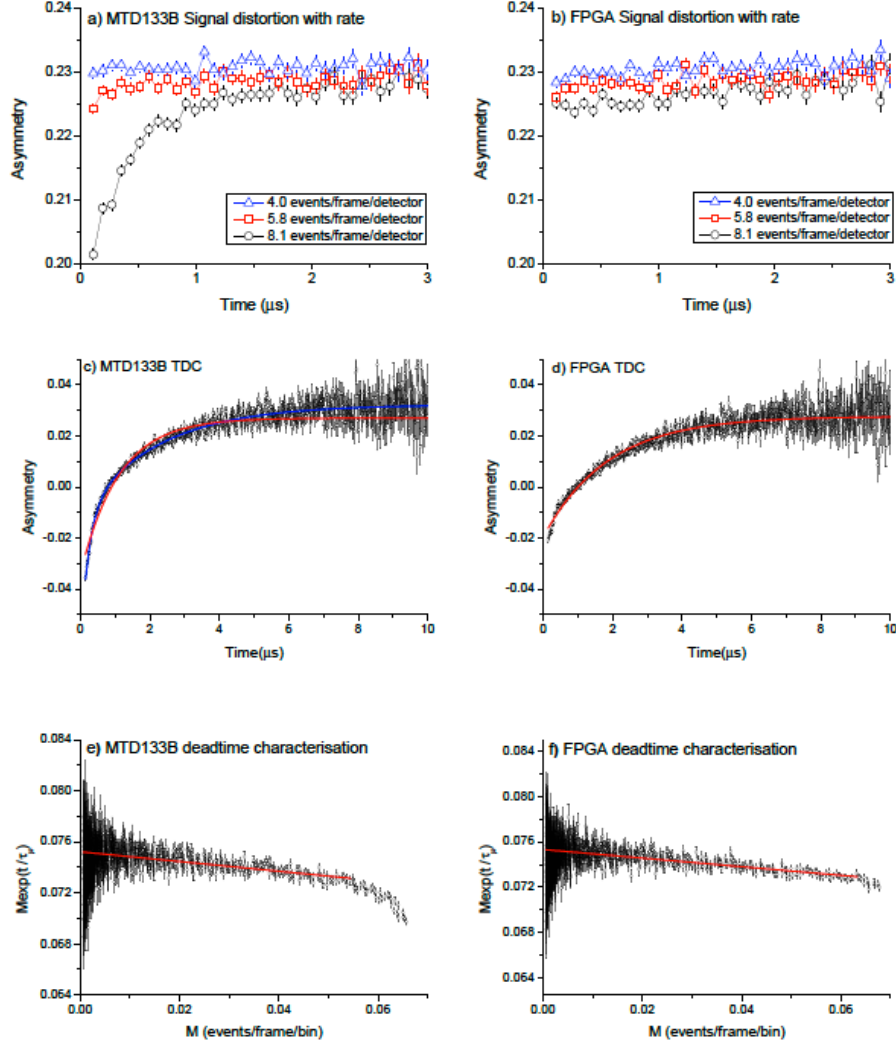 a) MTD133B Signal distortion with rate
0.24
0.23
0.22
0.21
0.20
Asymmetry
4.0 events/frame/detector
5.8 events/frame/detector
8.1 events/frame/detector
0 1 2 3
Time (μs)
b) FPGA Signal distortion with rate
0.24
0.23
0.22
0.21
0.20
Asymmetry
4.0 events/frame/detector
5.8 events/frame/detector
8.1 events/frame/detector
0 1 2 3
Time (μs)
c) MTD133B TDC
0.04
0.02
0.00
-0.02
-0.04
Asymmetry
0 2 4 6 8 10
Time(μs)
d) FPGA TDC
0.04
0.02
0.00
-0.02
-0.04
Asymmetry
0 2 4 6 8 10
Time(μs)
e) MTD133B deadtime characterisation
0.084
0.080
0.076
0.072
0.068
0.064
Mexp(t/τμ)
0.00 0.02 0.04 0.06
M (events/frame/bin)
f) FPGA deadtime characterisation
0.084
0.080
0.076
0.072
0.068
0.064
Mexp(t/τμ)
0.00 0.02 0.04 0.06
M (events/frame/bin)